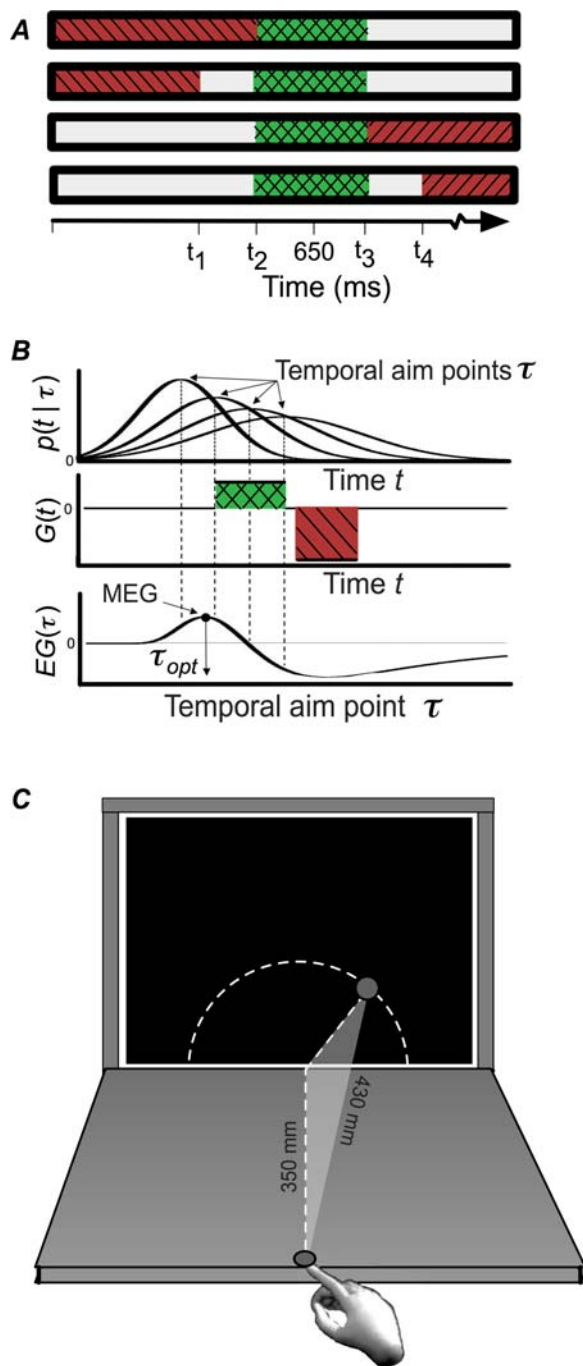 A
t1 t2 650 t3 t4
Time (ms)
B
Temporal aim points τ
p(t | τ)
0
Time t
G(t)
0
Time t
MEG
EG(τ)
0
τopt
Temporal aim point τ
C
430 mm
350 mm